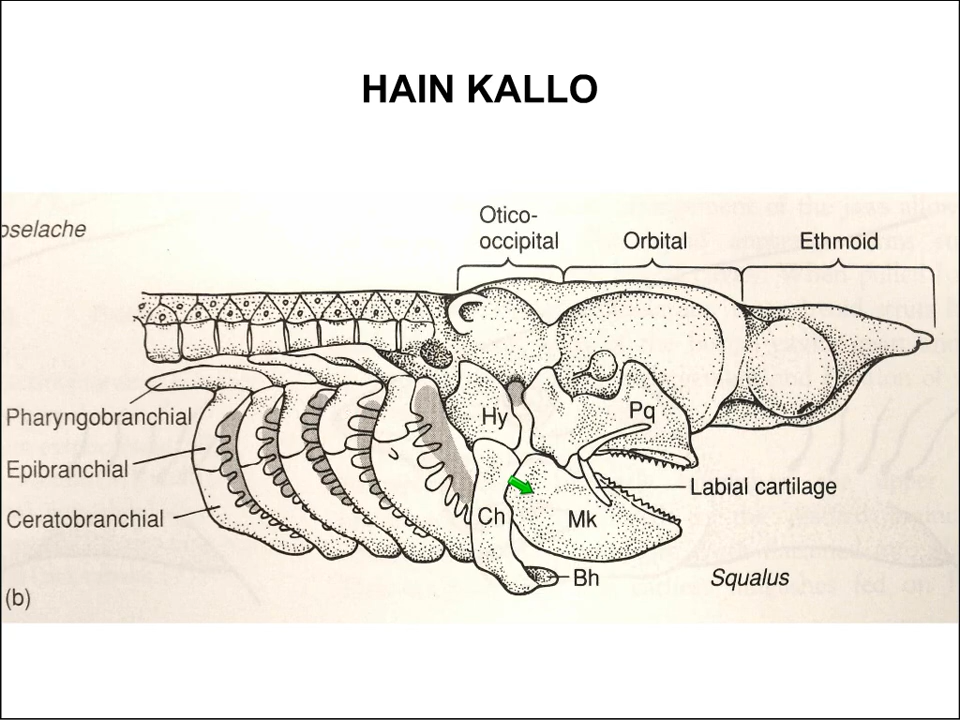 HAIN KALLO
oselache
Otico-
occipital
Orbital
Ethmoid
Pharyngobranchial
Epibranchial
Ceratobranchial
Hy
Pq
Labial cartilage
Ch
Mk
Bh
Squalus
(b)